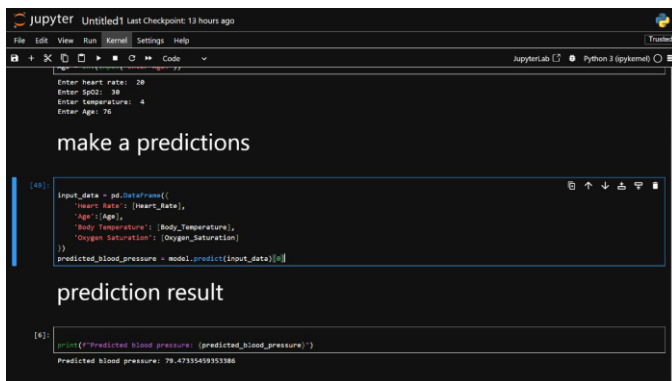 jupyter Untitled1 Last Checkpoint: 13 hours ago
File Edit View Run Kernel Settings Help
Trusted
Code
JupyterLab
Python 3 (ipykernel)
Enter heart rate: 20
Enter SpO2: 30
Enter temperature: 4
Enter Age: 76
make a predictions
[49]:
input_data = pd.DataFrame({
'Heart Rate': [Heart_Rate],
'Age':[Age],
'Body Temperature': [Body_Temperature],
'Oxygen Saturation': [Oxygen_Saturation]
})
predicted_blood_pressure = model.predict(input_data)[0]
prediction result
[6]:
print(f"Predicted blood pressure: {predicted_blood_pressure}")
Predicted blood pressure: 79.47335459353386